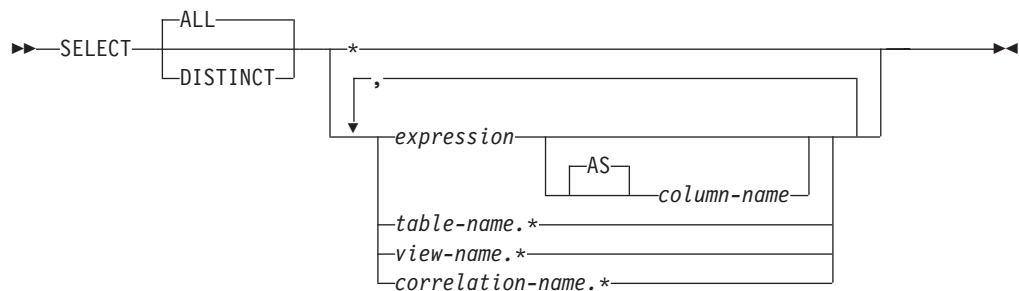 ALL
SELECT *
DISTINCT
,
expression
AS
column-name
table-name.*
view-name.*
correlation-name.*